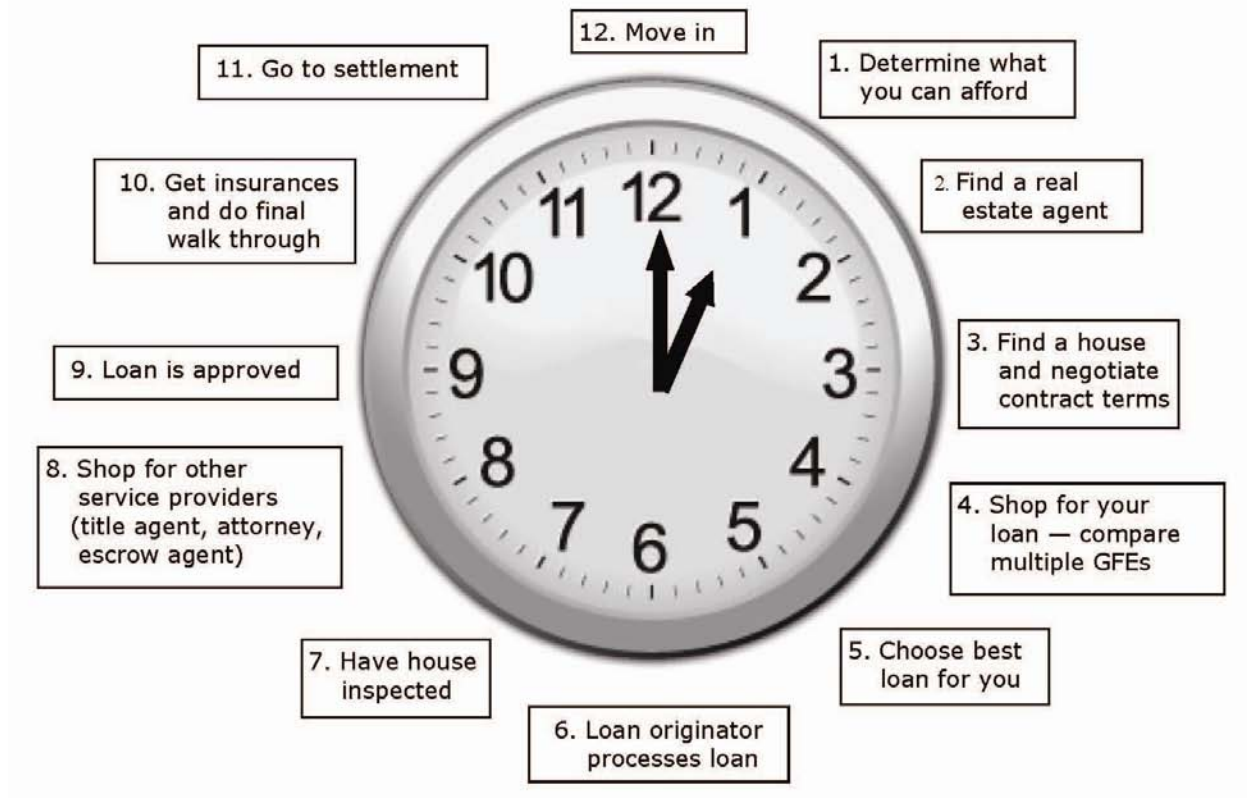 12. Move in
1. Determine what
you can afford
2. Find a real
estate agent
3. Find a house
and negotiate
contract terms
4. Shop for your
loan — compare
multiple GFEs
5. Choose best
loan for you
6. Loan originator
processes loan
7. Have house
inspected
8. Shop for other
service providers
(title agent, attorney,
escrow agent)
9. Loan is approved
10. Get insurances
and do final
walk through
11. Go to settlement
12
1
2
3
4
5
6
7
8
9
10
11